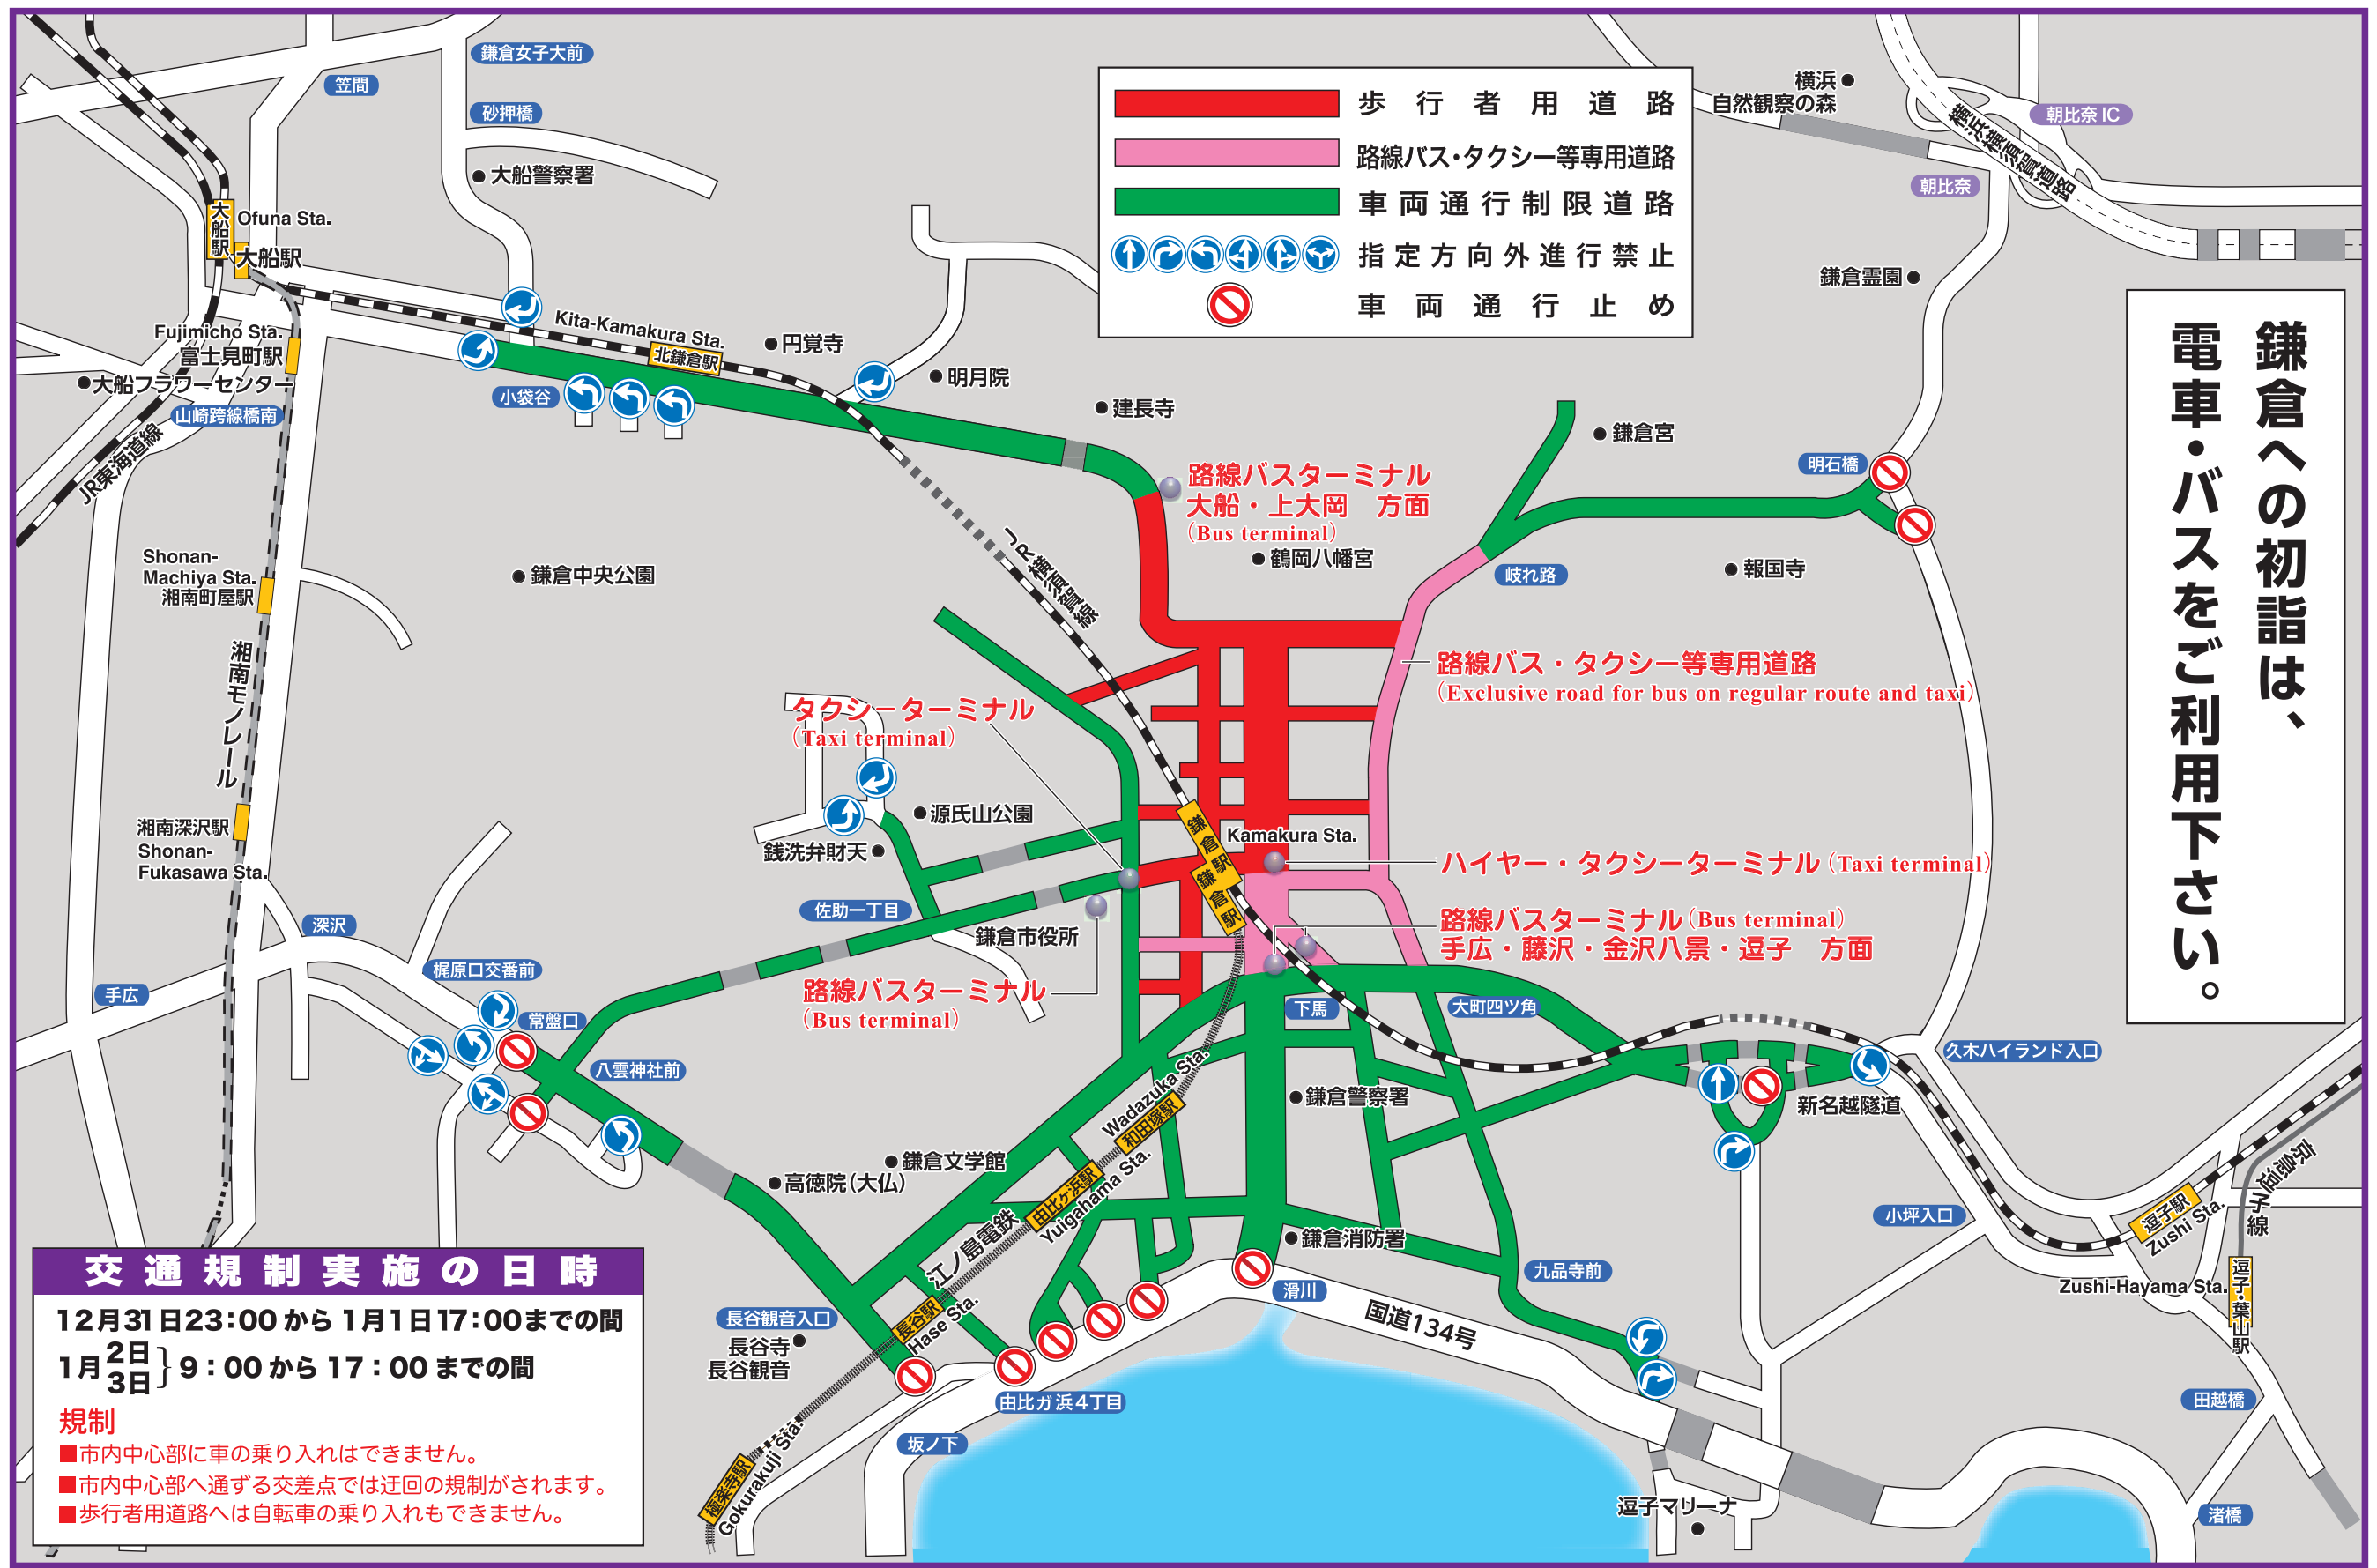 鎌倉女子大前
笠間
砂押橋
大船警察署
大船駅
Ofuna Sta.
大船駅
歩行者用道路
路線バス・タクシー等専用道路
車両通行制限道路
指定方向外進行禁止
車両通行止め
横浜
自然観察の森
朝比奈IC
横浜横須賀道路
朝比奈
鎌倉霊園
鎌倉への初詣は、
電車・バスをご利用下さい。
Fujimicho Sta.
富士見町駅
大船フラワーセンター
山崎跨線橋南
JR東海道線
Kita-Kamakura Sta.
北鎌倉駅
小袋谷
円覚寺
明月院
建長寺
鎌倉宮
明石橋
路線バスターミナル
大船・上大岡 方面
(Bus terminal)
鶴岡八幡宮
岐れ路
報国寺
JR横須賀線
Shonan-
Machiya Sta.
湘南町屋駅
鎌倉中央公園
湘南モノレール
路線バス・タクシー等専用道路
(Exclusive road for bus on regular route and taxi)
タクシーターミナル
(Taxi terminal)
源氏山公園
銭洗弁財天
湘南深沢駅
Shonan-
Fukasawa Sta.
鎌倉駅
鎌倉駅
Kamakura Sta.
ハイヤー・タクシーターミナル(Taxi terminal)
路線バスターミナル(Bus terminal)
手広・藤沢・金沢八景・逗子 方面
佐助一丁目
鎌倉市役所
深沢
梶原口交番前
手広
常盤口
八雲神社前
路線バスターミナル
(Bus terminal)
下馬
大町四ツ角
久木ハイランド入口
新名越隧道
鎌倉警察署
Wadazuka Sta.
和田塚駅
由比ヶ浜駅
Yuigahama Sta.
鎌倉文学館
高徳院(大仏)
江ノ島電鉄
鎌倉消防署
小坪入口
逗子駅
Zushi Sta.
京急逗子線
Zushi-Hayama Sta.
逗子・葉山駅
九品寺前
滑川
国道134号
長谷観音入口
長谷寺
長谷観音
長谷駅
Hase Sta.
由比ガ浜4丁目
坂ノ下
極楽寺駅
Gokurakuji Sta.
逗子マリーナ
田越橋
渚橋
交通規制実施の日時
12月31日23:00から1月1日17:00までの間
1月2日
3日}9:00から17:00までの間
規制
■市内中心部に車の乗り入れはできません。
■市内中心部へ通ずる交差点では迂回の規制がされます。
■歩行者用道路へは自転車の乗り入れもできません。